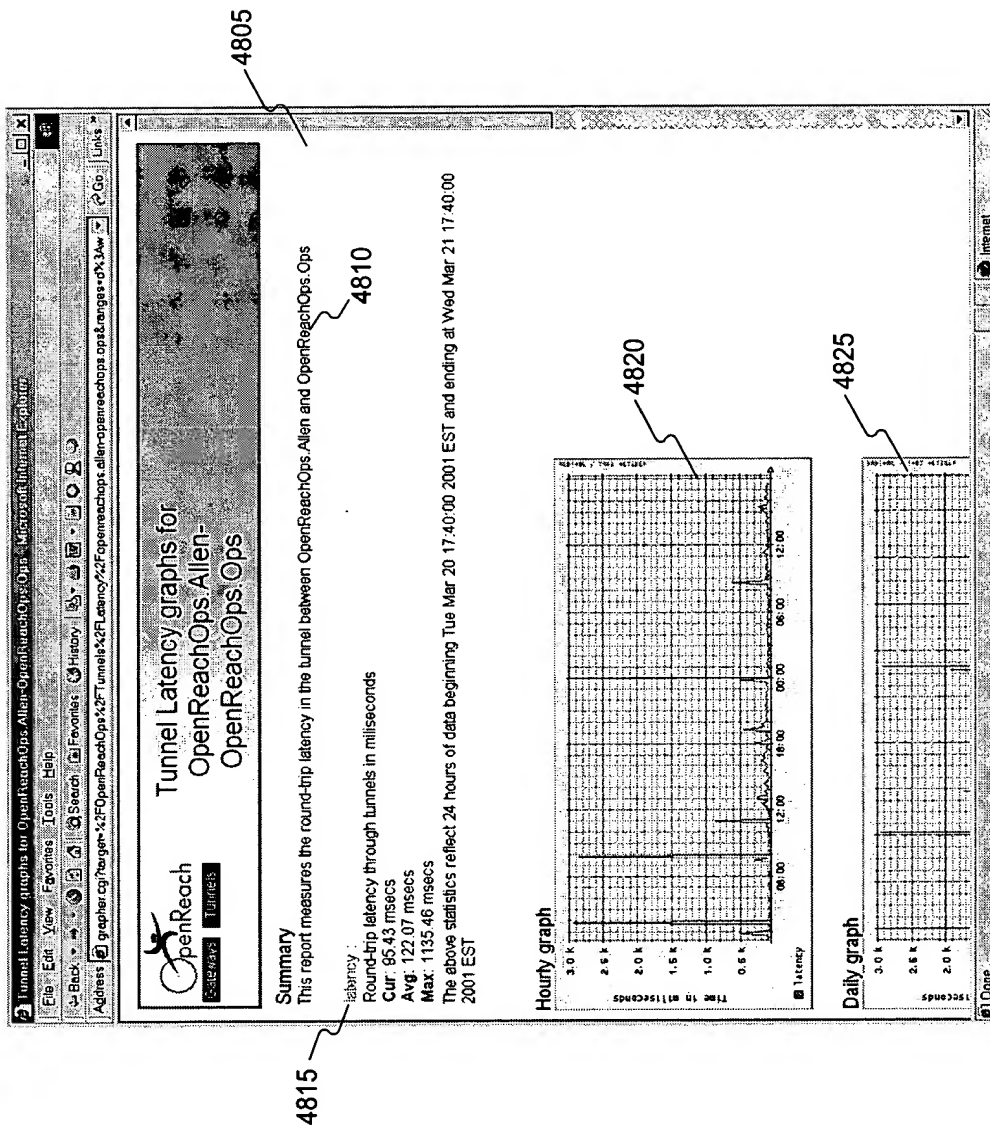 Tunnel Latency graphs for OpenReachOps.Allen-OpenReachOps.Ops - Microsoft Internet Explorer
File Edit View Favorites Tools Help
Back Search Favorites History
Address grapher.cgi?target=%2FOpenReachOps%2FTunnels%2FLatency%2Fopenreachops.allen-openreachops.ops&ranges=d%3Aw Go Links »
OpenReach
Gateways Tunnels
Tunnel Latency graphs for
OpenReachOps.Allen-
OpenReachOps.Ops
4805
Summary
This report measures the round-trip latency in the tunnel between OpenReachOps.Allen and OpenReachOps.Ops
4810
4815
latency :
Round-trip latency through tunnels in miliseconds
Cur: 95.43 msecs
Avg: 122.07 msecs
Max: 1135.46 msecs
The above statistics reflect 24 hours of data beginning Tue Mar 20 17:40:00 2001 EST and ending at Wed Mar 21 17:40:00
2001 EST
Hourly graph
4820
3.0 k
2.5 k
2.0 k
1.5 k
1.0 k
0.5 k
Time in miliseconds
06:00 12:00 18:00 00:00 06:00 12:00
latency
Daily graph
4825
3.0 k
2.5 k
2.0 k
Done Internet